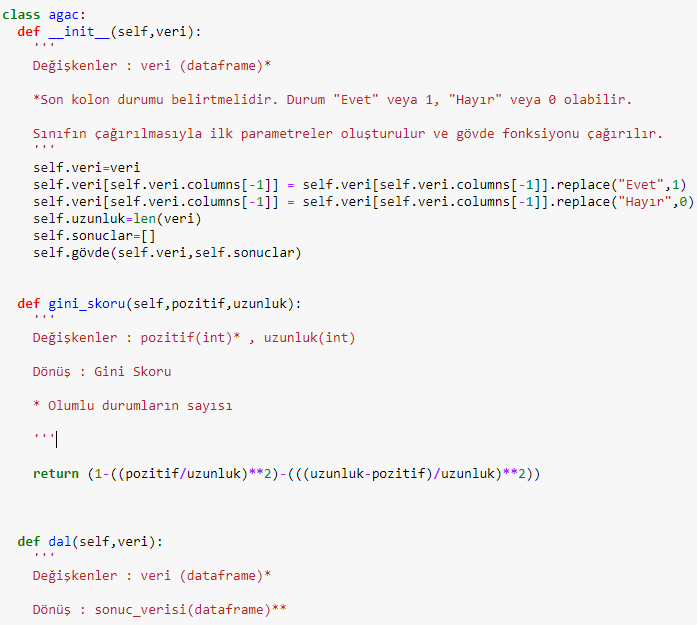 class agac:
def __init__(self,veri):
'''
Değişkenler : veri (dataframe)*
*Son kolon durumu belirtmelidir. Durum "Evet" veya 1, "Hayır" veya 0 olabilir.
Sınıfın çağırılmasıyla ilk parametreler oluşturulur ve gövde fonksiyonu çağırılır.
'''
self.veri=veri
self.veri[self.veri.columns[-1]] = self.veri[self.veri.columns[-1]].replace("Evet",1)
self.veri[self.veri.columns[-1]] = self.veri[self.veri.columns[-1]].replace("Hayır",0)
self.uzunluk=len(veri)
self.sonuclar=[]
self.gövde(self.veri,self.sonuclar)
def gini_skoru(self,pozitif,uzunluk):
'''
Değişkenler : pozitif(int)* , uzunluk(int)
Dönüş : Gini Skoru
* Olumlu durumların sayısı
'''
return (1-((pozitif/uzunluk)**2)-(((uzunluk-pozitif)/uzunluk)**2))
def dal(self,veri):
'''
Değişkenler : veri (dataframe)*
Dönüş : sonuc_verisi(dataframe)**